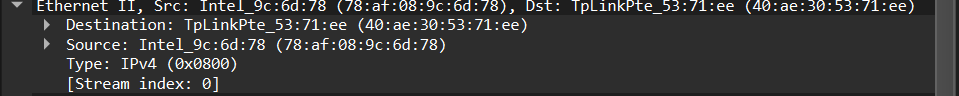 Ethernet II, Src: Intel_9c:6d:78 (78:af:08:9c:6d:78), Dst: TpLinkPte_53:71:ee (40:ae:30:53:71:ee)
Destination: TpLinkPte_53:71:ee (40:ae:30:53:71:ee)
Source: Intel_9c:6d:78 (78:af:08:9c:6d:78)
Type: IPv4 (0x0800)
[Stream index: 0]